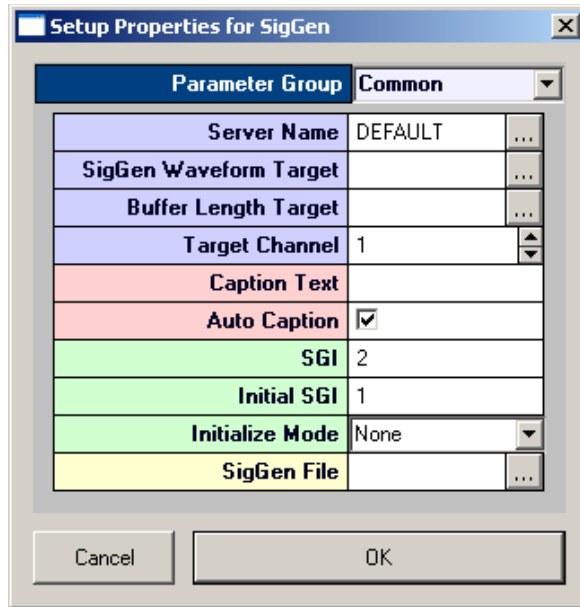 Setup Properties for SigGen
Parameter Group Common
Server Name DEFAULT ...
SigGen Waveform Target ...
Buffer Length Target ...
Target Channel 1
Caption Text
Auto Caption
SGI 2
Initial SGI 1
Initialize Mode None
SigGen File ...
Cancel OK